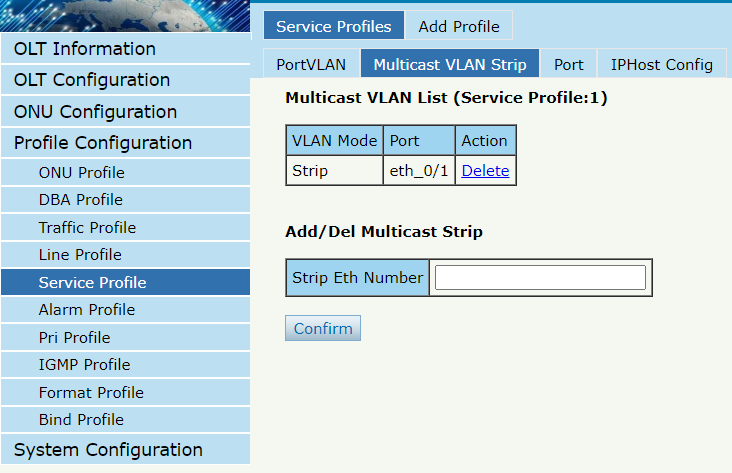 OLT Information
OLT Configuration
ONU Configuration
Profile Configuration
ONU Profile
DBA Profile
Traffic Profile
Line Profile
Service Profile
Alarm Profile
Pri Profile
IGMP Profile
Format Profile
Bind Profile
System Configuration
Service Profiles Add Profile
PortVLAN Multicast VLAN Strip Port IPHost Config
Multicast VLAN List (Service Profile:1)
VLAN Mode Port Action
Strip eth_0/1 Delete
Add/Del Multicast Strip
Strip Eth Number
Confirm